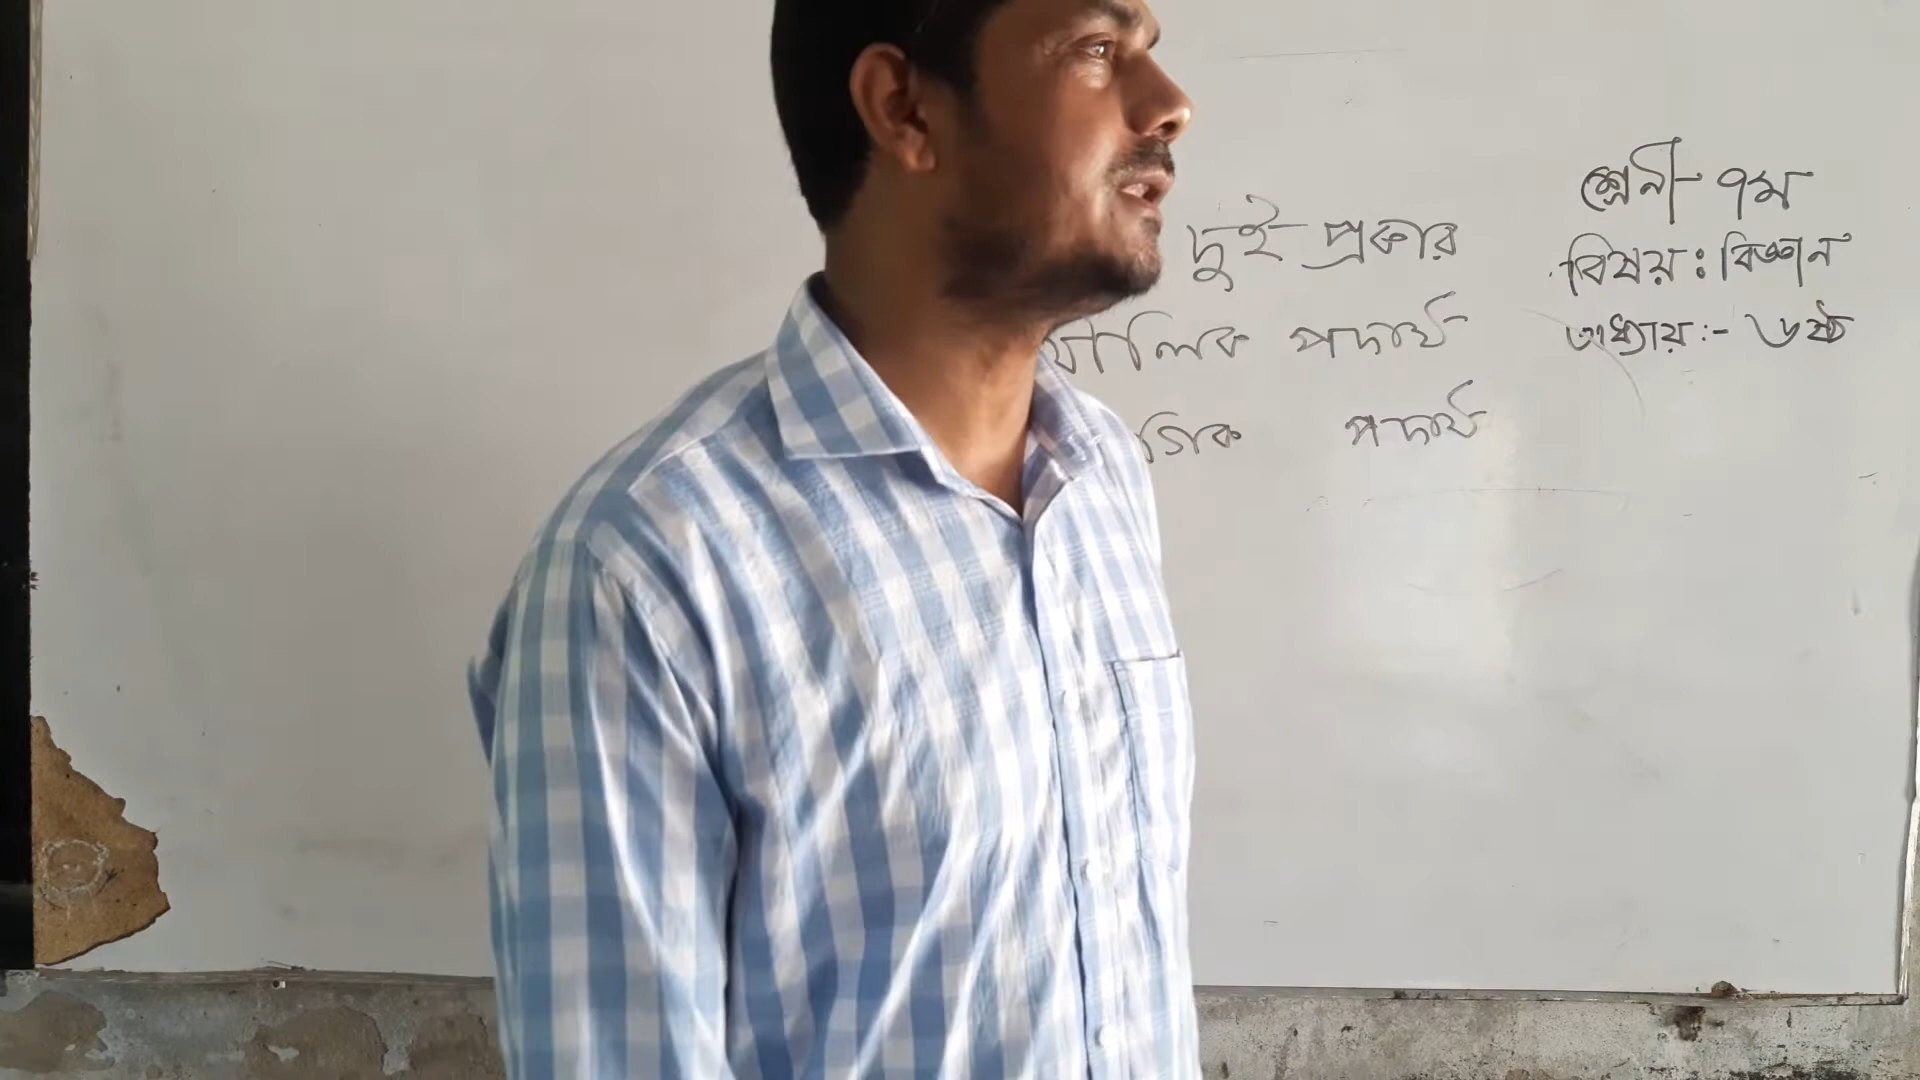 শ্রেনী- ৭ম
বিষয়: বিজ্ঞান
অধ্যায়:- ৬ষ্ঠ
দুই প্রকার
পদার্থ
পদার্থ